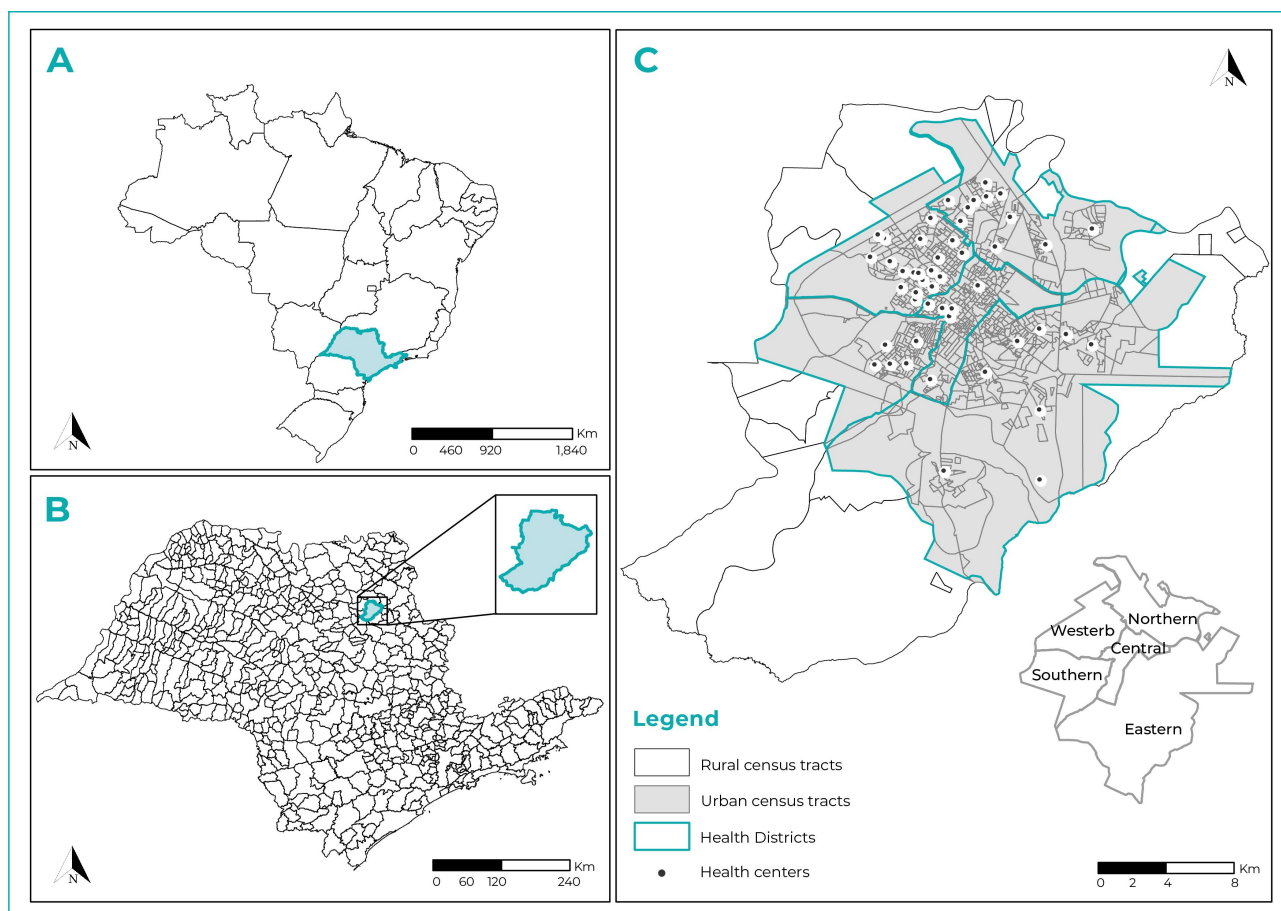 A
N
Km
0 460 920 1,840
B
N
Km
0 60 120 240
C
N
Northern
Westerb
Central
Southern
Eastern
Legend
Rural census tracts
Urban census tracts
Health Districts
Health centers
Km
0 2 4 8